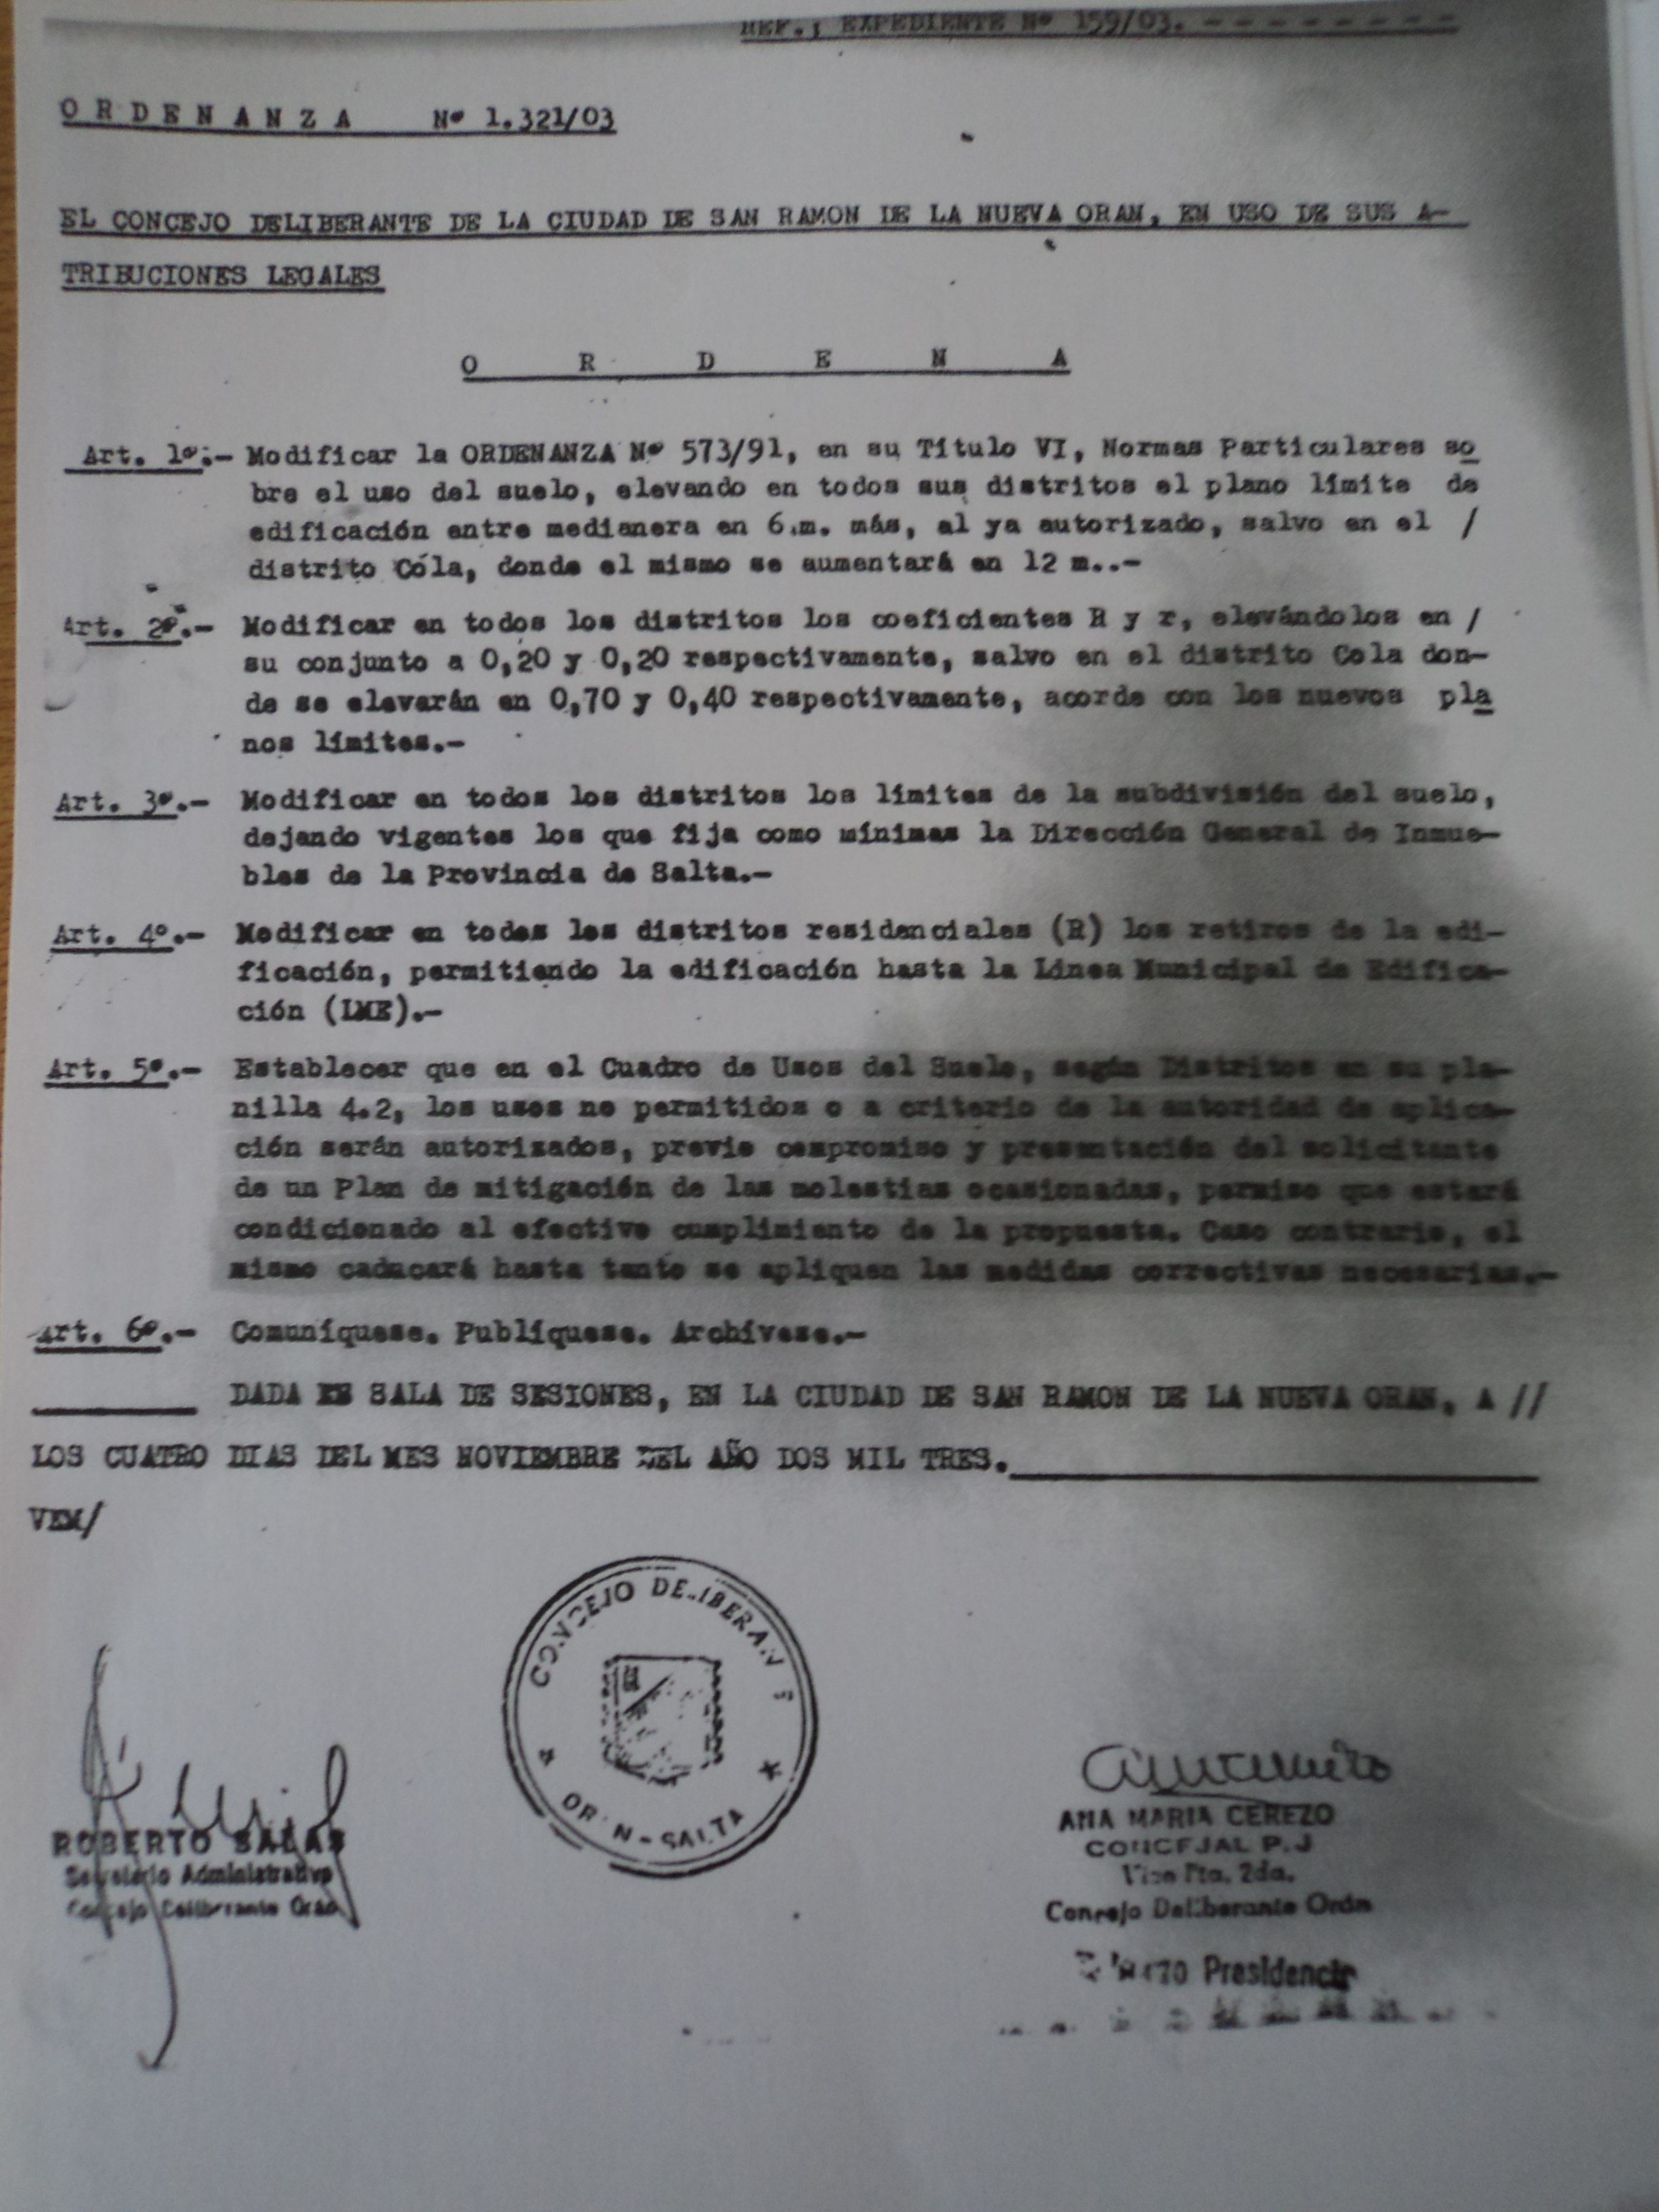 REF.; EXPEDIENTE Nº 159/03. - - - - - - - -
O R D E N A N Z A Nº 1.321/03
EL CONCEJO DELIBERANTE DE LA CIUDAD DE SAN RAMON DE LA NUEVA ORAN, EN USO DE SUS A-
TRIBUCIONES LEGALES
O R D E N A
Art. 1º:- Modificar la ORDENANZA Nº 573/91, en su Título VI, Normas Particulares so
bre el uso del suelo, elevando en todos sus distritos el plano límite de
edificación entre medianera en 6.m. más, al ya autorizado, salvo en el /
distrito Cóla, donde el mismo se aumentará en 12 m..-
Art. 2º.- Modificar en todos los distritos los coeficientes R y r, elevándolos en /
su conjunto a 0,20 y 0,20 respectivamente, salvo en el distrito Cola don-
de se elevarán en 0,70 y 0,40 respectivamente, acorde con los nuevos pla
nos límites.-
Art. 3º.- Modificar en todos los distritos los límites de la subdivisión del suelo,
dejando vigentes los que fija como mínimas la Dirección General de Inmue-
bles de la Provincia de Salta.-
Art. 4º.- Modificar en todos los distritos residenciales (R) los retiros de la edi-
ficación, permitiendo la edificación hasta la Linea Municipal de Edifica-
ción (LME).-
Art. 5º.- Establecer que en el Cuadro de Usos del Suelo, según Distritos en su pla-
nilla 4.2, los usos no permitidos o a criterio de la autoridad de aplica-
ción serán autorizados, previo compromiso y presentación del solicitante
de un Plan de mitigación de las molestias ocasionadas, permiso que estará
condicionado al efectivo cumplimiento de la propuesta. Caso contrario, el
mismo caducará hasta tanto se apliquen las medidas correctivas necesarias.-
Art. 6º.- Comuníquese. Publíquese. Archívese.-
DADA EN SALA DE SESIONES, EN LA CIUDAD DE SAN RAMON DE LA NUEVA ORAN, A //
LOS CUATRO DIAS DEL MES NOVIEMBRE DEL AÑO DOS MIL TRES.
VEM/
CONCEJO DELIBERANTE
ORAN - SALTA
ROBERTO SALAS
Secretario Administrativo
Concejo Deliberante Orán
ANA MARIA CEREZO
CONCEJAL P.J
Vice Pta. 2da.
Concejo Deliberante Orán
Presidencia